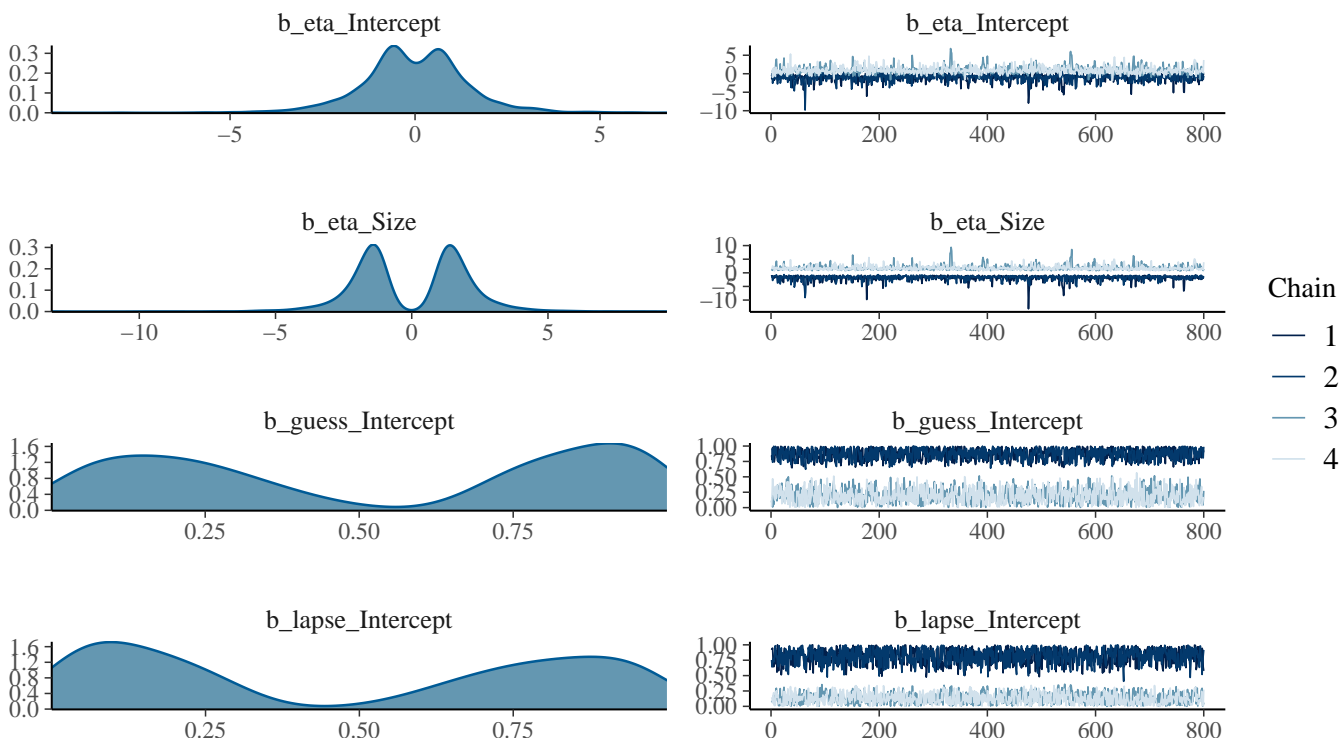 b_eta_Intercept
0.3
0.2
0.1
0.0
−5 0 5
b_eta_Intercept
5
0
−5
−10
0 200 400 600 800
b_eta_Size
0.3
0.2
0.1
0.0
−10 −5 0 5
b_eta_Size
10
5
0
−5
−10
0 200 400 600 800
b_guess_Intercept
1.6
1.2
0.8
0.4
0.0
0.25 0.50 0.75
b_guess_Intercept
1.00
0.75
0.50
0.25
0.00
0 200 400 600 800
b_lapse_Intercept
1.6
1.2
0.8
0.4
0.0
0.25 0.50 0.75
b_lapse_Intercept
1.00
0.75
0.50
0.25
0.00
0 200 400 600 800
Chain
1
2
3
4